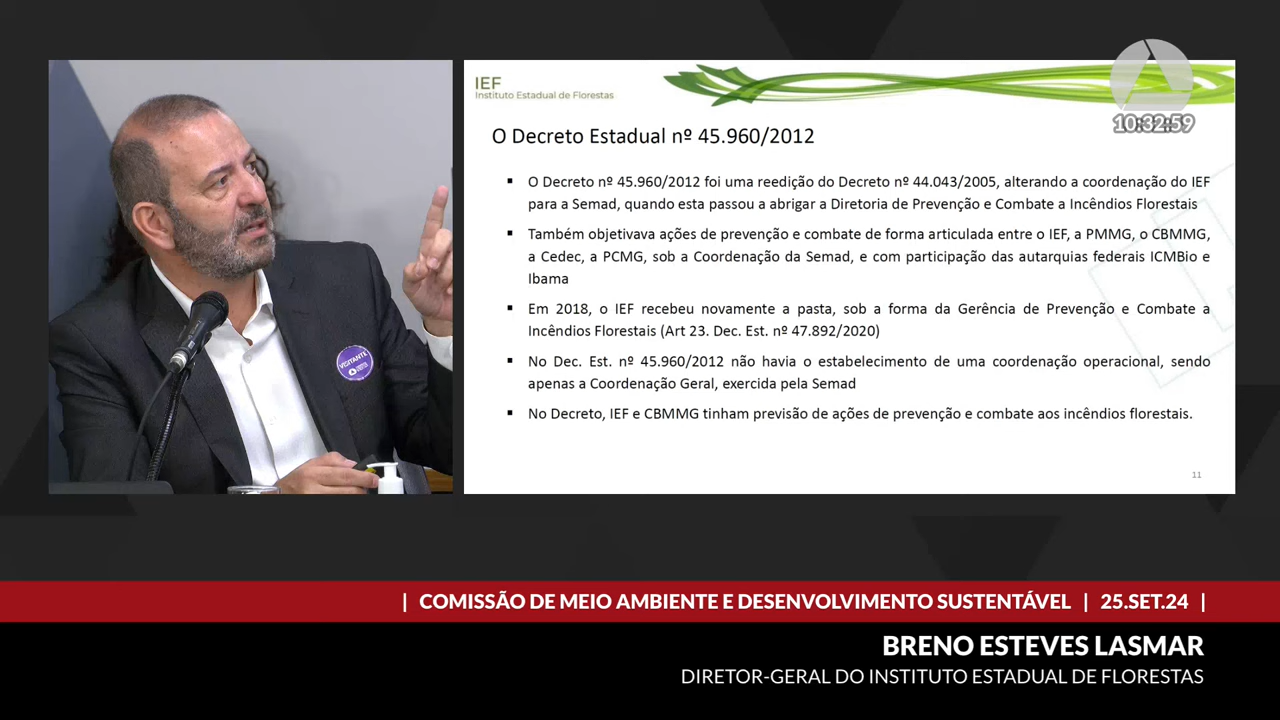 IEF
Instituto Estadual de Florestas
10:32:59
O Decreto Estadual nº 45.960/2012
▪ O Decreto nº 45.960/2012 foi uma reedição do Decreto nº 44.043/2005, alterando a coordenação do IEF
para a Semad, quando esta passou a abrigar a Diretoria de Prevenção e Combate a Incêndios Florestais
▪ Também objetivava ações de prevenção e combate de forma articulada entre o IEF, a PMMG, o CBMMG,
a Cedec, a PCMG, sob a Coordenação da Semad, e com participação das autarquias federais ICMBio e
Ibama
▪ Em 2018, o IEF recebeu novamente a pasta, sob a forma da Gerência de Prevenção e Combate a
Incêndios Florestais (Art 23. Dec. Est. nº 47.892/2020)
▪ No Dec. Est. nº 45.960/2012 não havia o estabelecimento de uma coordenação operacional, sendo
apenas a Coordenação Geral, exercida pela Semad
▪ No Decreto, IEF e CBMMG tinham previsão de ações de prevenção e combate aos incêndios florestais.
11
VISITANTE
| COMISSÃO DE MEIO AMBIENTE E DESENVOLVIMENTO SUSTENTÁVEL | 25.SET.24 |
BRENO ESTEVES LASMAR
DIRETOR-GERAL DO INSTITUTO ESTADUAL DE FLORESTAS